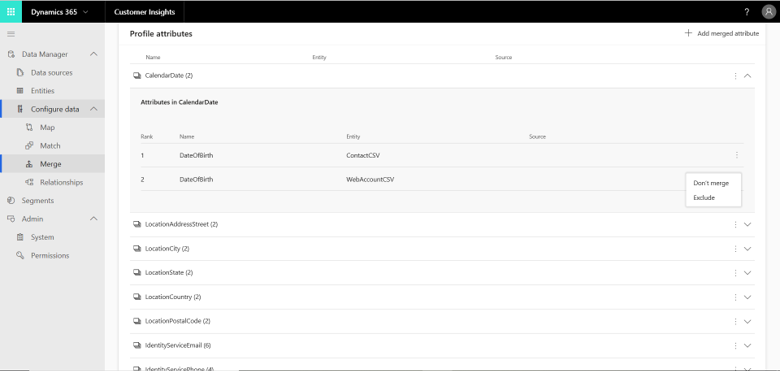 Dynamics 365 Customer Insights ?
Profile attributes + Add merged attribute
Name Entity Source
Data Manager
Data sources
Entities
Configure data
Map
Match
Merge
Relationships
Segments
Admin
System
Permissions
CalendarDate (2)
Attributes in CalendarDate
Rank Name Entity Source
1 DateOfBirth ContactCSV
2 DateOfBirth WebAccountCSV
Don't merge
Exclude
LocationAddressStreet (2)
LocationCity (2)
LocationState (2)
LocationCountry (2)
LocationPostalCode (2)
IdentityServiceEmail (6)
IdentityServicePhone (4)